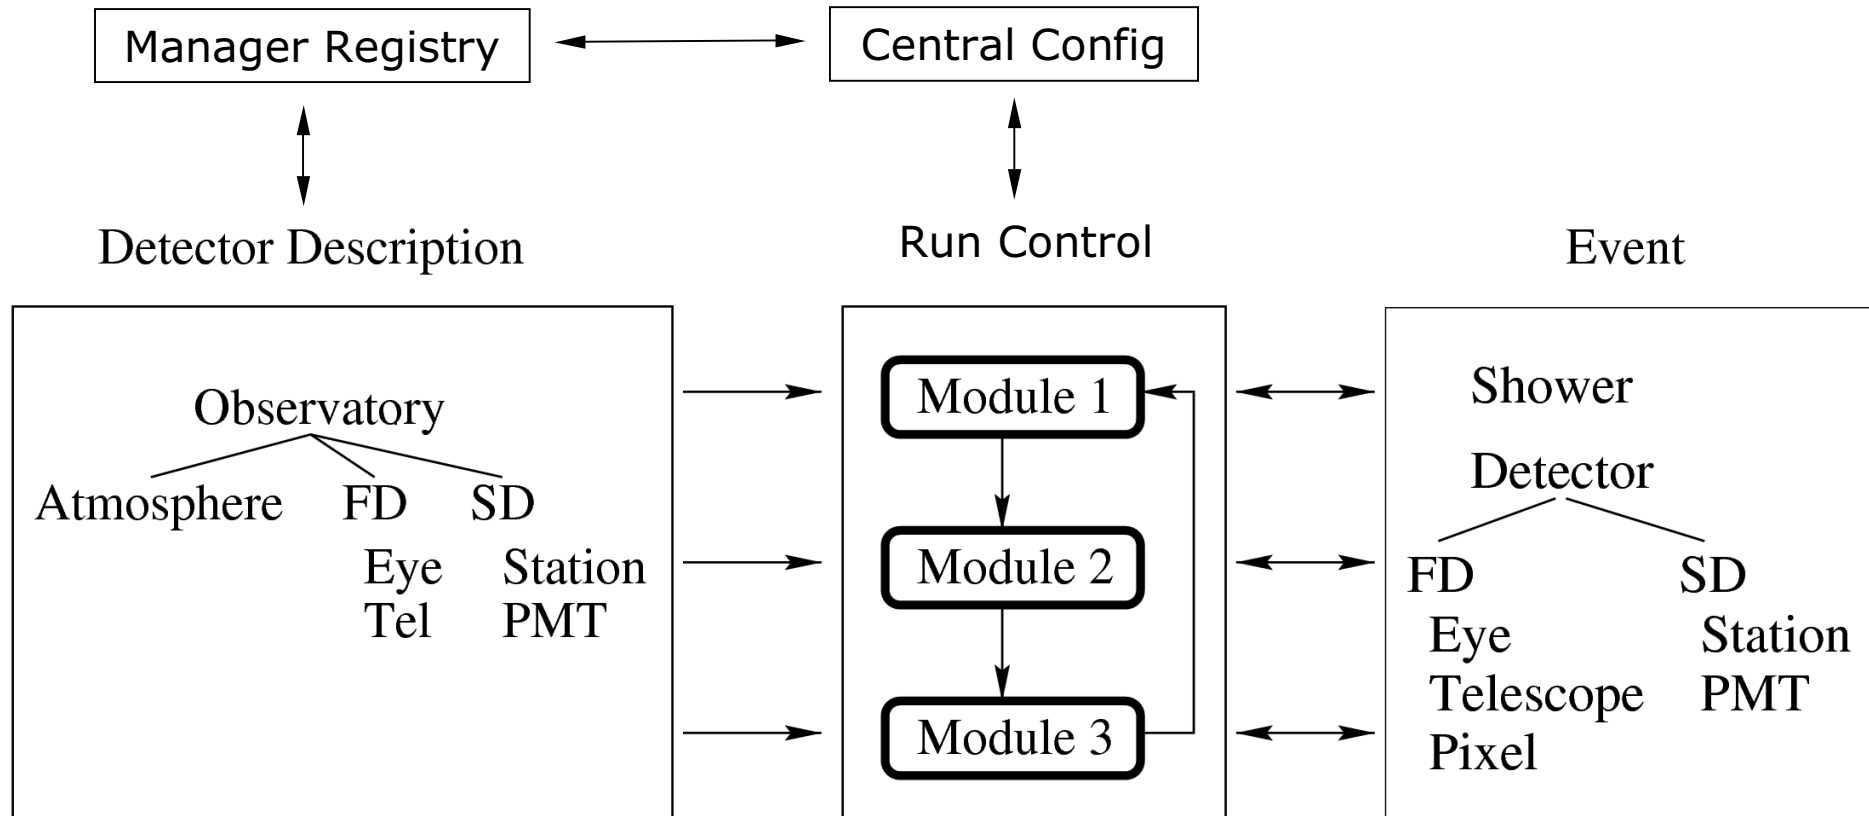 Manager Registry
Central Config
Detector Description
Run Control
Event
Observatory
Atmosphere FD SD
Eye Station
Tel PMT
Module 1
Module 2
Module 3
Shower
Detector
FD SD
Eye Station
Telescope PMT
Pixel